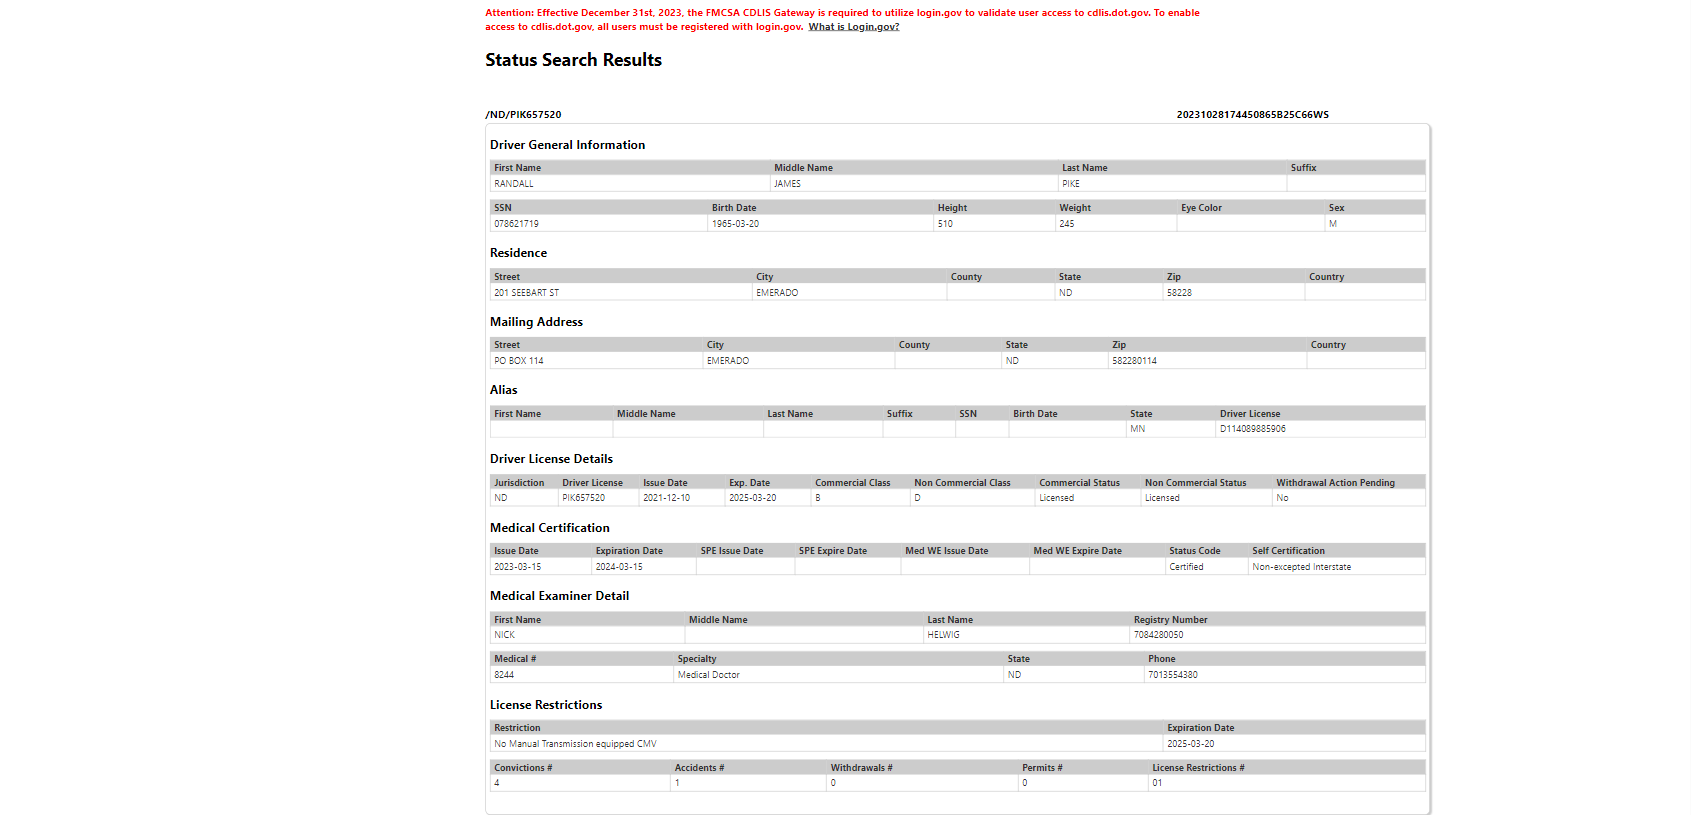 Attention: Effective December 31st, 2023, the FMCSA CDLIS Gateway is required to utilize login.gov to validate user access to cdlis.dot.gov. To enable
access to cdlis.dot.gov, all users must be registered with login.gov. What is Login.gov?
Status Search Results
/ND/PIK657520 20231028174450865B25C66WS
Driver General Information
First Name Middle Name Last Name Suffix
RANDALL JAMES PIKE
SSN Birth Date Height Weight Eye Color Sex
078621719 1965-03-20 510 245 M
Residence
Street City County State Zip Country
201 SEEBART ST EMERADO ND 58228
Mailing Address
Street City County State Zip Country
PO BOX 114 EMERADO ND 582280114
Alias
First Name Middle Name Last Name Suffix SSN Birth Date State Driver License
MN D114089885906
Driver License Details
Jurisdiction Driver License Issue Date Exp. Date Commercial Class Non Commercial Class Commercial Status Non Commercial Status Withdrawal Action Pending
ND PIK657520 2021-12-10 2025-03-20 B D Licensed Licensed No
Medical Certification
Issue Date Expiration Date SPE Issue Date SPE Expire Date Med WE Issue Date Med WE Expire Date Status Code Self Certification
2023-03-15 2024-03-15 Certified Non-excepted Interstate
Medical Examiner Detail
First Name Middle Name Last Name Registry Number
NICK HELWIG 7084280050
Medical # Specialty State Phone
8244 Medical Doctor ND 7013554380
License Restrictions
Restriction Expiration Date
No Manual Transmission equipped CMV 2025-03-20
Convictions # Accidents # Withdrawals # Permits # License Restrictions #
4 1 0 0 01